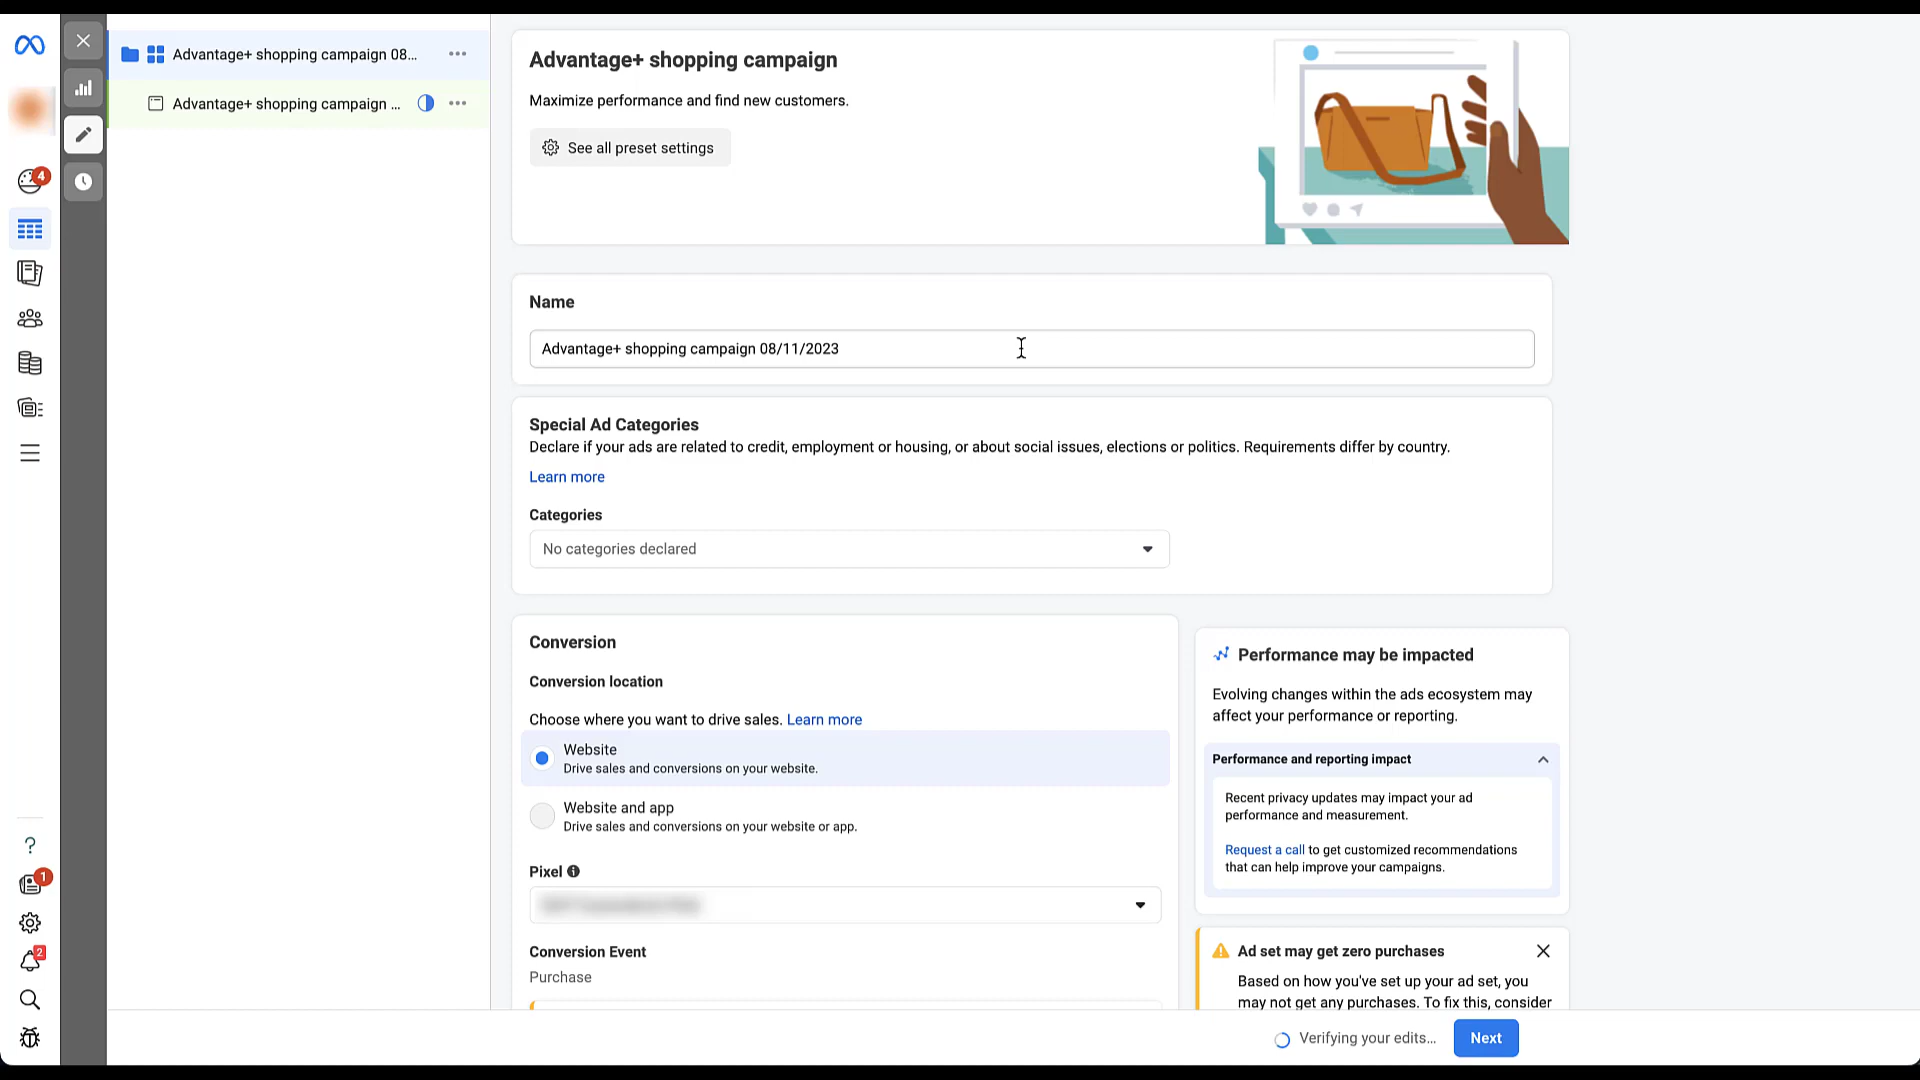 Advantage+ shopping campaign 08...
Advantage+ shopping campaign ...
4
1
2
Advantage+ shopping campaign
Maximize performance and find new customers.
See all preset settings
Name
Advantage+ shopping campaign 08/11/2023
Special Ad Categories
Declare if your ads are related to credit, employment or housing, or about social issues, elections or politics. Requirements differ by country.
Learn more
Categories
No categories declared
Conversion
Conversion location
Choose where you want to drive sales. Learn more
Website
Drive sales and conversions on your website.
Website and app
Drive sales and conversions on your website or app.
Pixel
Conversion Event
Purchase
Performance may be impacted
Evolving changes within the ads ecosystem may
affect your performance or reporting.
Performance and reporting impact
Recent privacy updates may impact your ad
performance and measurement.
Request a call to get customized recommendations
that can help improve your campaigns.
Ad set may get zero purchases
Based on how you've set up your ad set, you
may not get any purchases. To fix this, consider
Verifying your edits...
Next